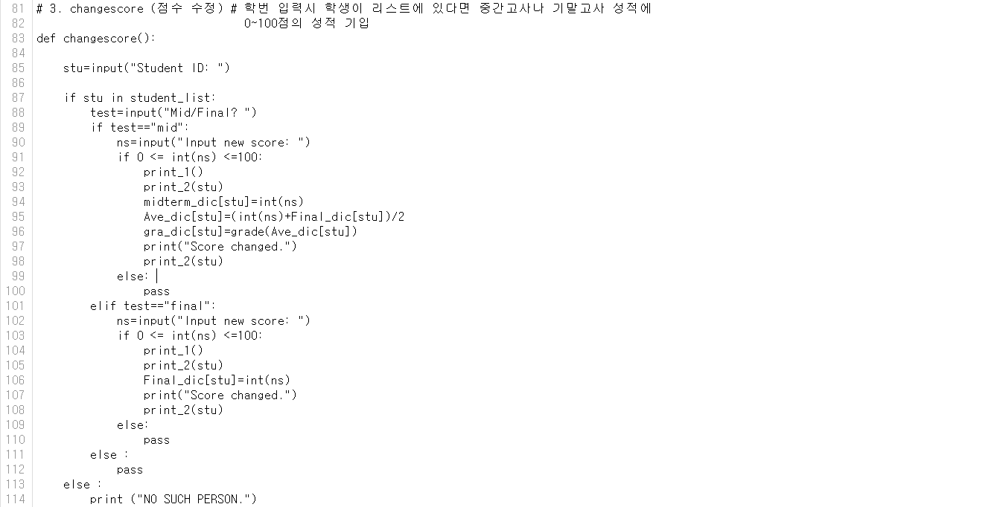 81 # 3. changescore (점수 수정) # 학번 입력시 학생이 리스트에 있다면 중간고사나 기말고사 성적에
82                               0~100점의 성적 기입
83 def changescore():
84
85     stu=input("Student ID: ")
86
87     if stu in student_list:
88         test=input("Mid/Final? ")
89         if test=="mid":
90             ns=input("Input new score: ")
91             if 0 <= int(ns) <=100:
92                 print_1()
93                 print_2(stu)
94                 midterm_dic[stu]=int(ns)
95                 Ave_dic[stu]=(int(ns)+Final_dic[stu])/2
96                 gra_dic[stu]=grade(Ave_dic[stu])
97                 print("Score changed.")
98                 print_2(stu)
99             else:
100                 pass
101         elif test=="final":
102             ns=input("Input new score: ")
103             if 0 <= int(ns) <=100:
104                 print_1()
105                 print_2(stu)
106                 Final_dic[stu]=int(ns)
107                 print("Score changed.")
108                 print_2(stu)
109             else:
110                 pass
111         else :
112             pass
113     else :
114         print ("NO SUCH PERSON.")